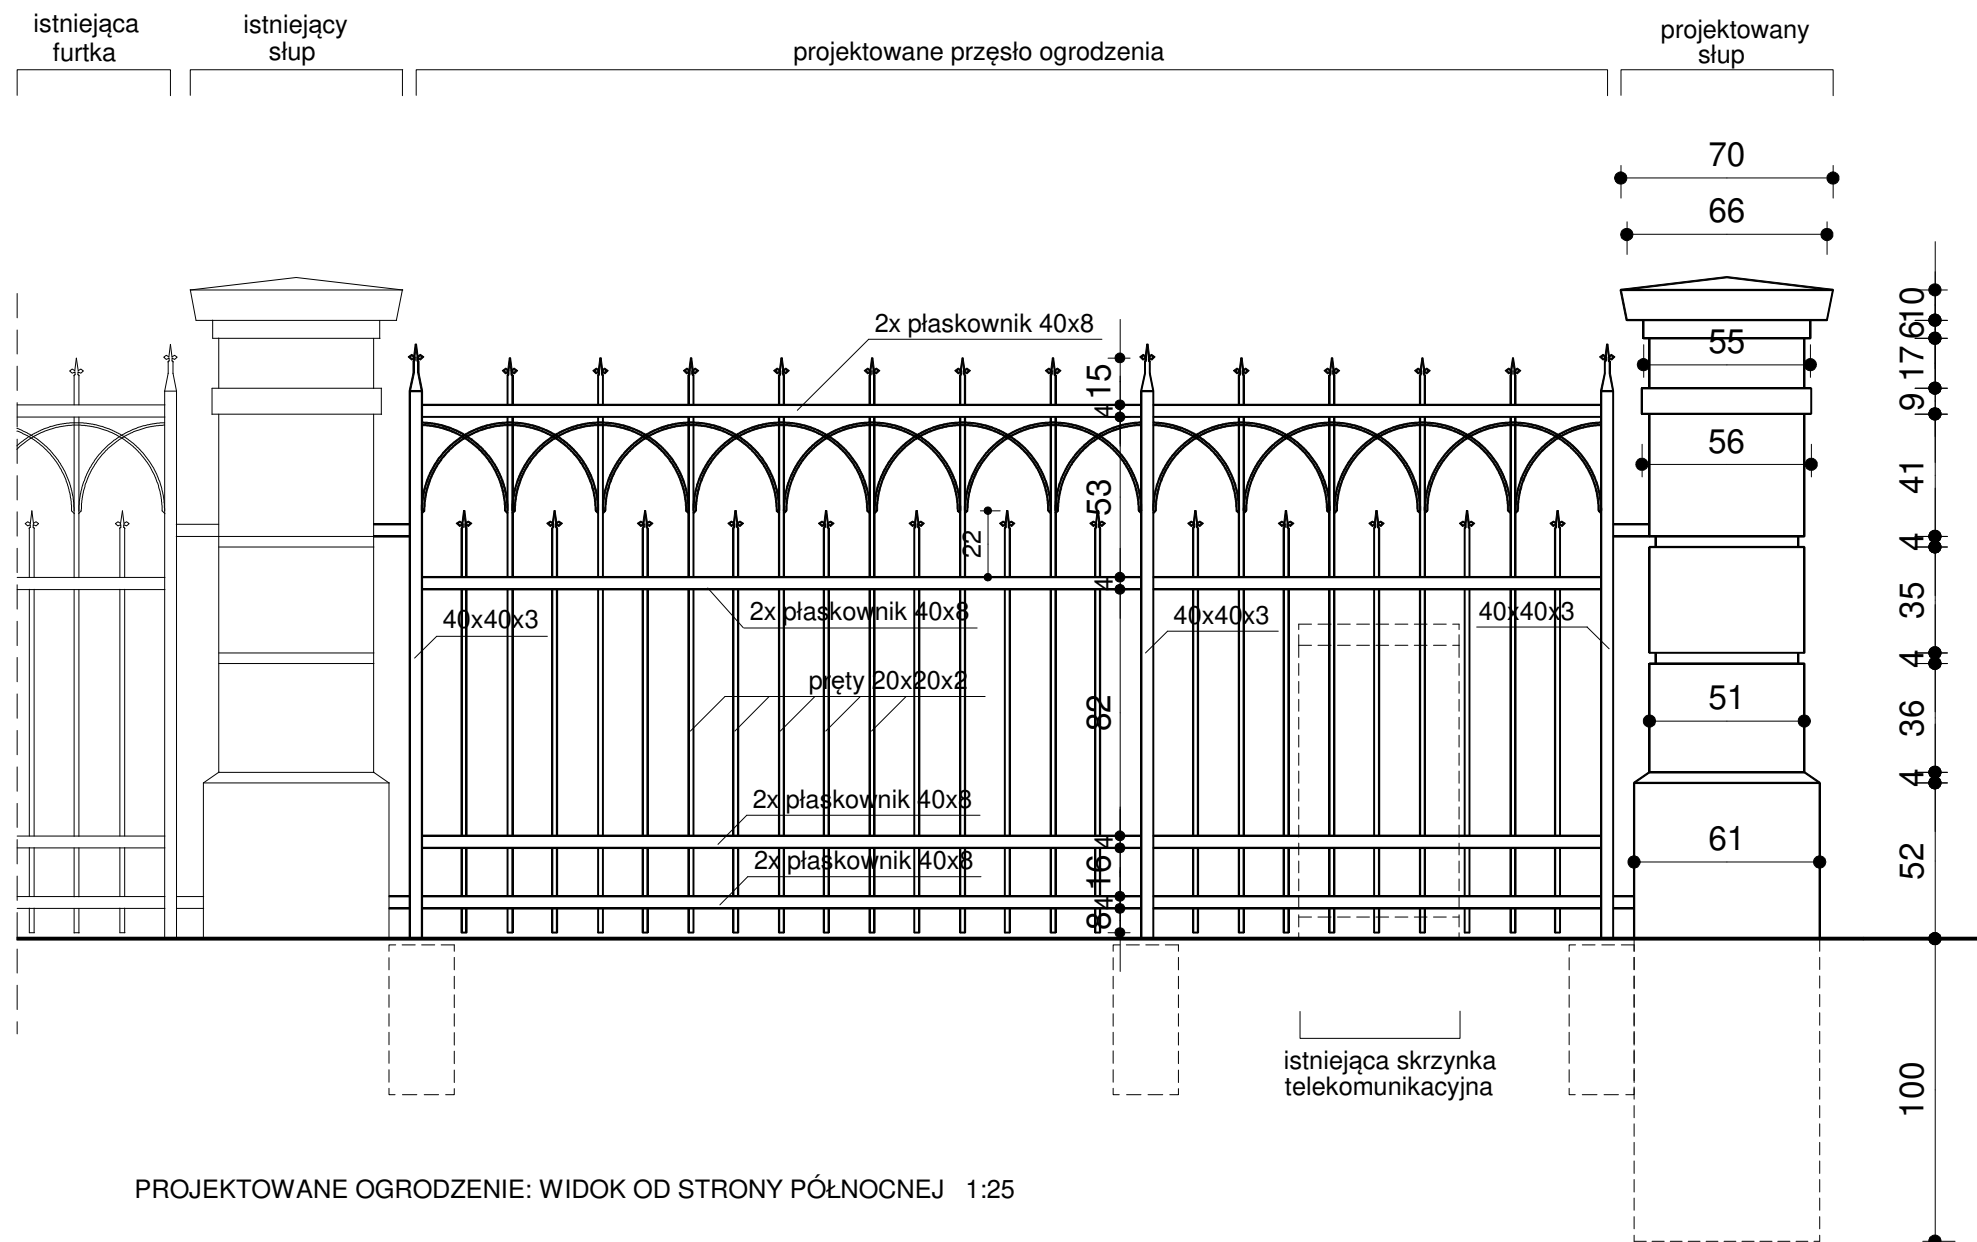 istniejąca
furtka
istniejący
słup
projektowane przęsło ogrodzenia
projektowany
słup
70
66
2x płaskownik 40x8
55
56
51
61
10
6
17
9
41
4
35
4
36
4
52
100
15
4
53
22
4
82
4
16
4
8
40x40x3
2x płaskownik 40x8
40x40x3
40x40x3
pręty 20x20x2
2x płaskownik 40x8
2x płaskownik 40x8
istniejąca skrzynka
telekomunikacyjna
PROJEKTOWANE OGRODZENIE: WIDOK OD STRONY PÓŁNOCNEJ 1:25